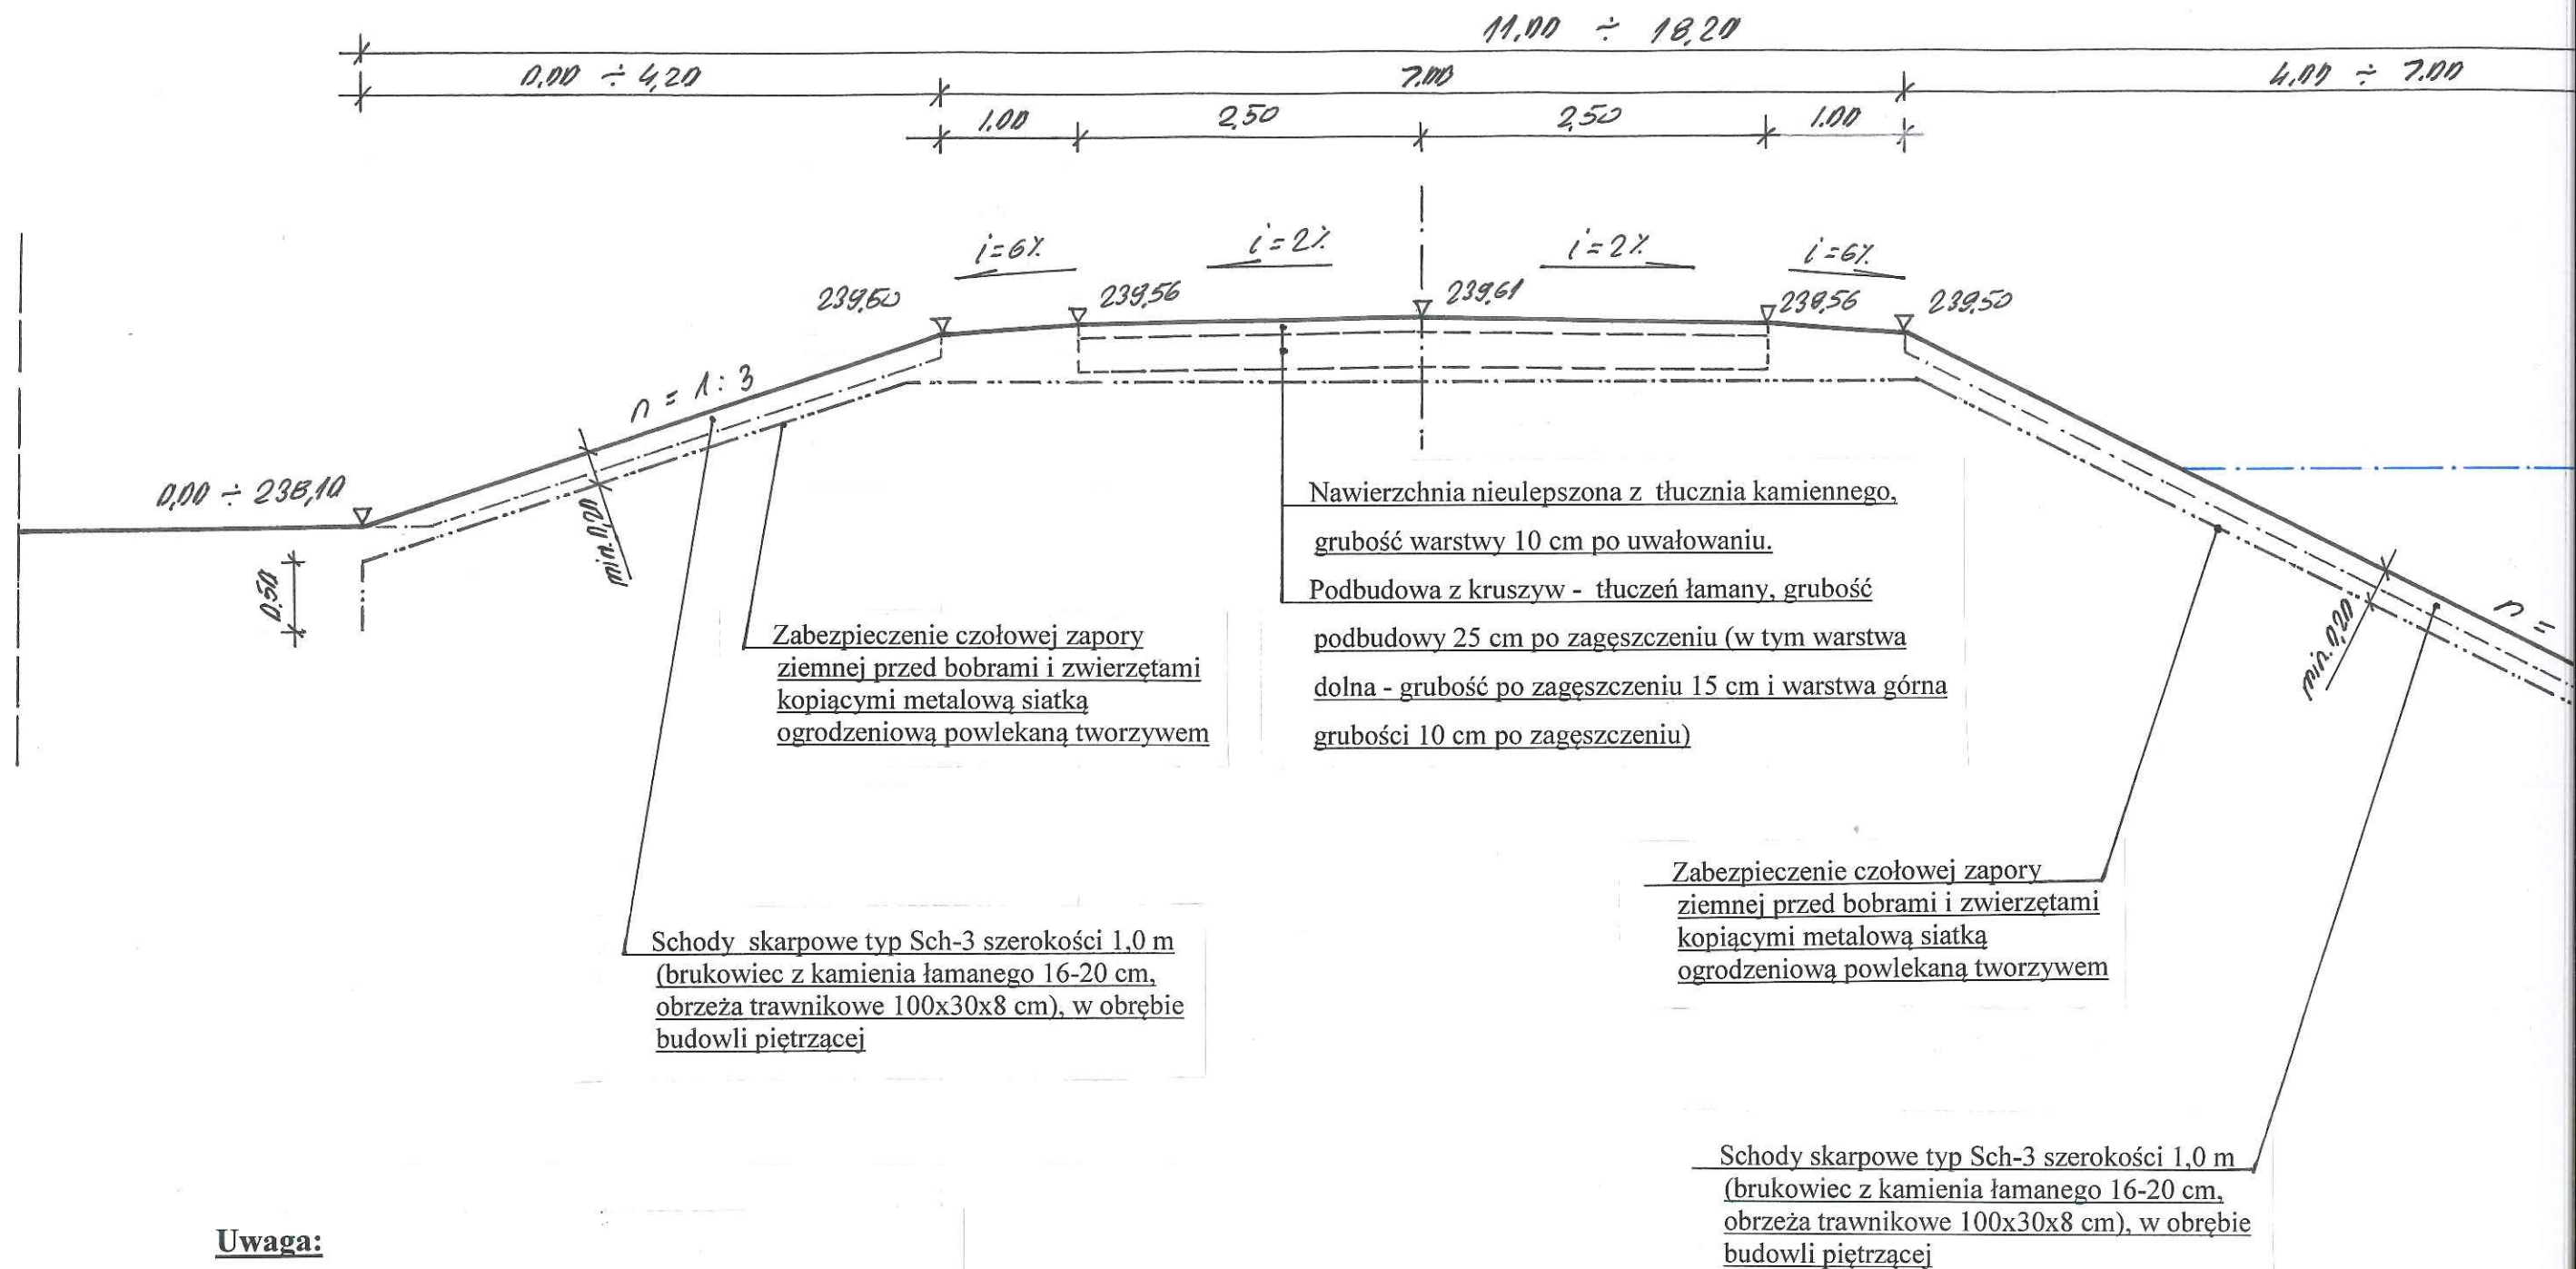 11,00 ÷ 18,20
0,00 ÷ 4,20 7,00 4,00 ÷ 7,00
1,00 2,50 2,50 1,00
i=6% i=2% i=2% i=6%
239,50 239,56 239,61 239,56 239,50
n = 1:3
0,00 ÷ 238,10
0,50
min. 0,20
Nawierzchnia nieulepszona z tłucznia kamiennego,
grubość warstwy 10 cm po uwałowaniu.
Podbudowa z kruszyw - tłuczeń łamany, grubość
podbudowy 25 cm po zagęszczeniu (w tym warstwa
dolna - grubość po zagęszczeniu 15 cm i warstwa górna
grubości 10 cm po zagęszczeniu)
min. 0,20
n =
Zabezpieczenie czołowej zapory
ziemnej przed bobrami i zwierzętami
kopiącymi metalową siatką
ogrodzeniową powlekaną tworzywem
Zabezpieczenie czołowej zapory
ziemnej przed bobrami i zwierzętami
kopiącymi metalową siatką
ogrodzeniową powlekaną tworzywem
Schody skarpowe typ Sch-3 szerokości 1,0 m
(brukowiec z kamienia łamanego 16-20 cm,
obrzeża trawnikowe 100x30x8 cm), w obrębie
budowli piętrzącej
Schody skarpowe typ Sch-3 szerokości 1,0 m
(brukowiec z kamienia łamanego 16-20 cm,
obrzeża trawnikowe 100x30x8 cm), w obrębie
budowli piętrzącej
Uwaga: